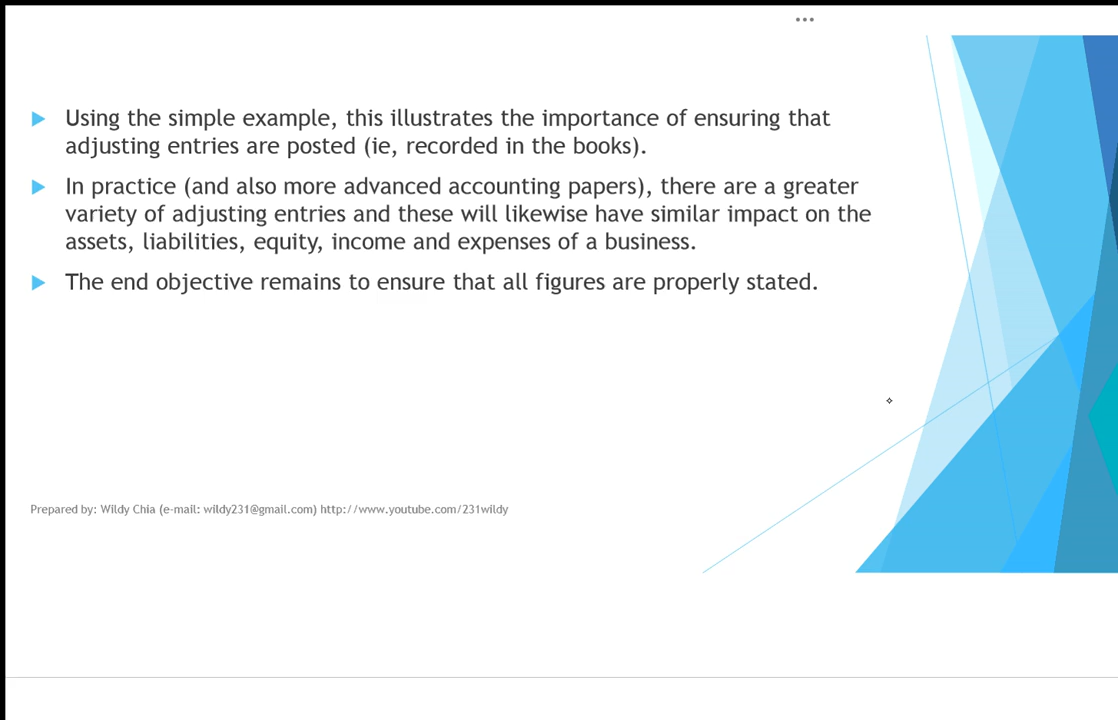 Using the simple example, this illustrates the importance of ensuring that
adjusting entries are posted (ie, recorded in the books).
In practice (and also more advanced accounting papers), there are a greater
variety of adjusting entries and these will likewise have similar impact on the
assets, liabilities, equity, income and expenses of a business.
The end objective remains to ensure that all figures are properly stated.
Prepared by: Wildy Chia (e-mail: wildy231@gmail.com) http://www.youtube.com/231wildy